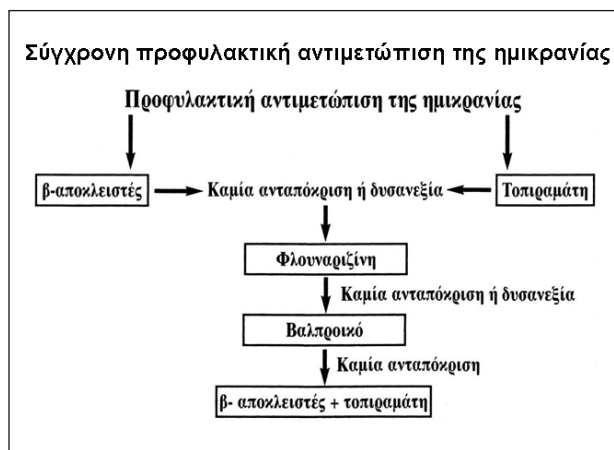 Σύγχρονη προφυλακτική αντιμετώπιση της ημικρανίας
Προφυλακτική αντιμετώπιση της ημικρανίας
β-αποκλειστές
Καμία ανταπόκριση ή δυσανεξία
Τοπιραμάτη
Φλουναριζίνη
Καμία ανταπόκριση ή δυσανεξία
Βαλπροικό
Καμία ανταπόκριση
β- αποκλειστές + τοπιραμάτη